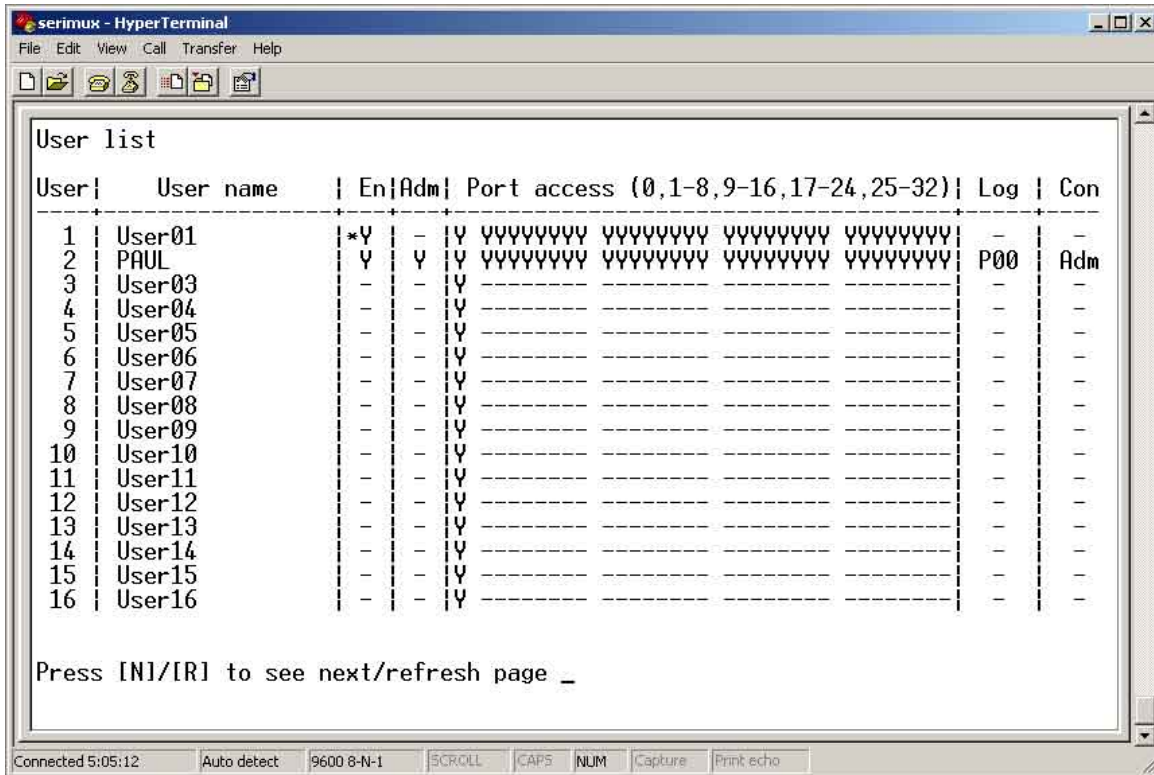 serimux - HyperTerminal
File Edit View Call Transfer Help
User list
User¦ User name ¦ En¦Adm¦ Port access (0,1-8,9-16,17-24,25-32)¦ Log ¦ Con
1 ¦ User01 ¦*Y ¦ - ¦Y YYYYYYYY YYYYYYYY YYYYYYYY YYYYYYYY¦ - ¦ -
2 ¦ PAUL ¦ Y ¦ Y ¦Y YYYYYYYY YYYYYYYY YYYYYYYY YYYYYYYY¦ P00 ¦ Adm
3 ¦ User03 ¦ - ¦ - ¦Y -------- -------- -------- --------¦ - ¦ -
4 ¦ User04 ¦ - ¦ - ¦Y -------- -------- -------- --------¦ - ¦ -
5 ¦ User05 ¦ - ¦ - ¦Y -------- -------- -------- --------¦ - ¦ -
6 ¦ User06 ¦ - ¦ - ¦Y -------- -------- -------- --------¦ - ¦ -
7 ¦ User07 ¦ - ¦ - ¦Y -------- -------- -------- --------¦ - ¦ -
8 ¦ User08 ¦ - ¦ - ¦Y -------- -------- -------- --------¦ - ¦ -
9 ¦ User09 ¦ - ¦ - ¦Y -------- -------- -------- --------¦ - ¦ -
10 ¦ User10 ¦ - ¦ - ¦Y -------- -------- -------- --------¦ - ¦ -
11 ¦ User11 ¦ - ¦ - ¦Y -------- -------- -------- --------¦ - ¦ -
12 ¦ User12 ¦ - ¦ - ¦Y -------- -------- -------- --------¦ - ¦ -
13 ¦ User13 ¦ - ¦ - ¦Y -------- -------- -------- --------¦ - ¦ -
14 ¦ User14 ¦ - ¦ - ¦Y -------- -------- -------- --------¦ - ¦ -
15 ¦ User15 ¦ - ¦ - ¦Y -------- -------- -------- --------¦ - ¦ -
16 ¦ User16 ¦ - ¦ - ¦Y -------- -------- -------- --------¦ - ¦ -
Press [N]/[R] to see next/refresh page _
Connected 5:05:12 Auto detect 9600 8-N-1 SCROLL CAPS NUM Capture Print echo